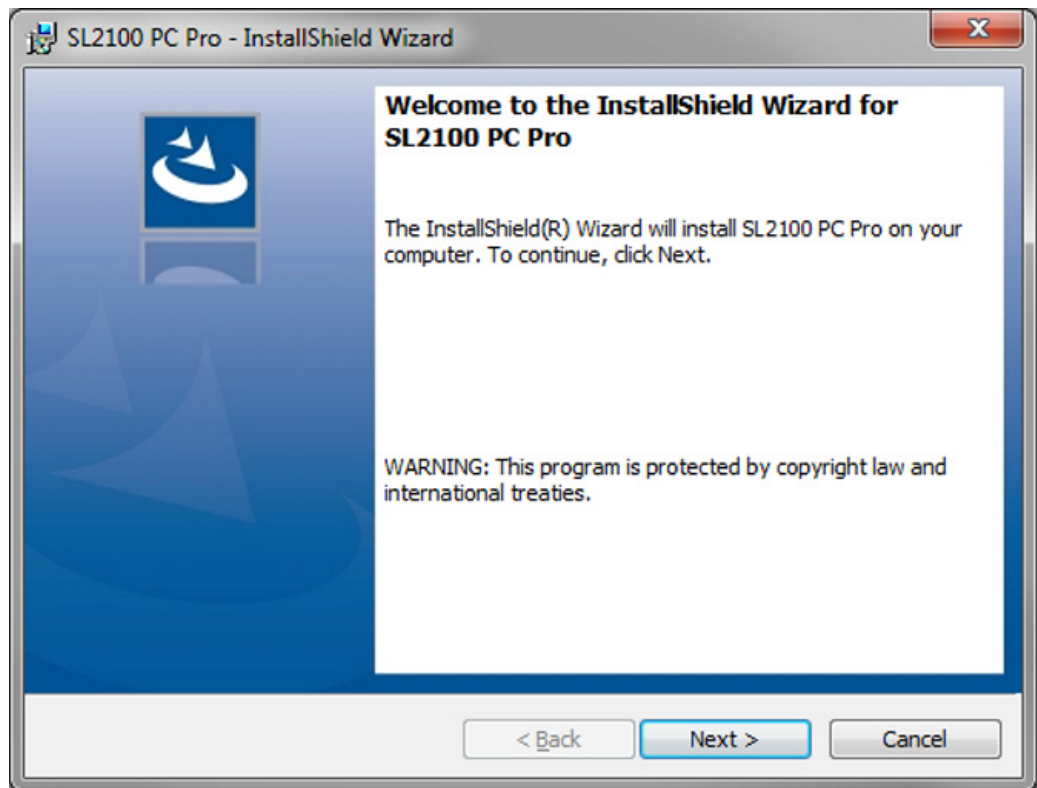 SL2100 PC Pro - InstallShield Wizard
Welcome to the InstallShield Wizard for
SL2100 PC Pro
The InstallShield(R) Wizard will install SL2100 PC Pro on your
computer. To continue, click Next.
WARNING: This program is protected by copyright law and
international treaties.
< Back
Next >
Cancel